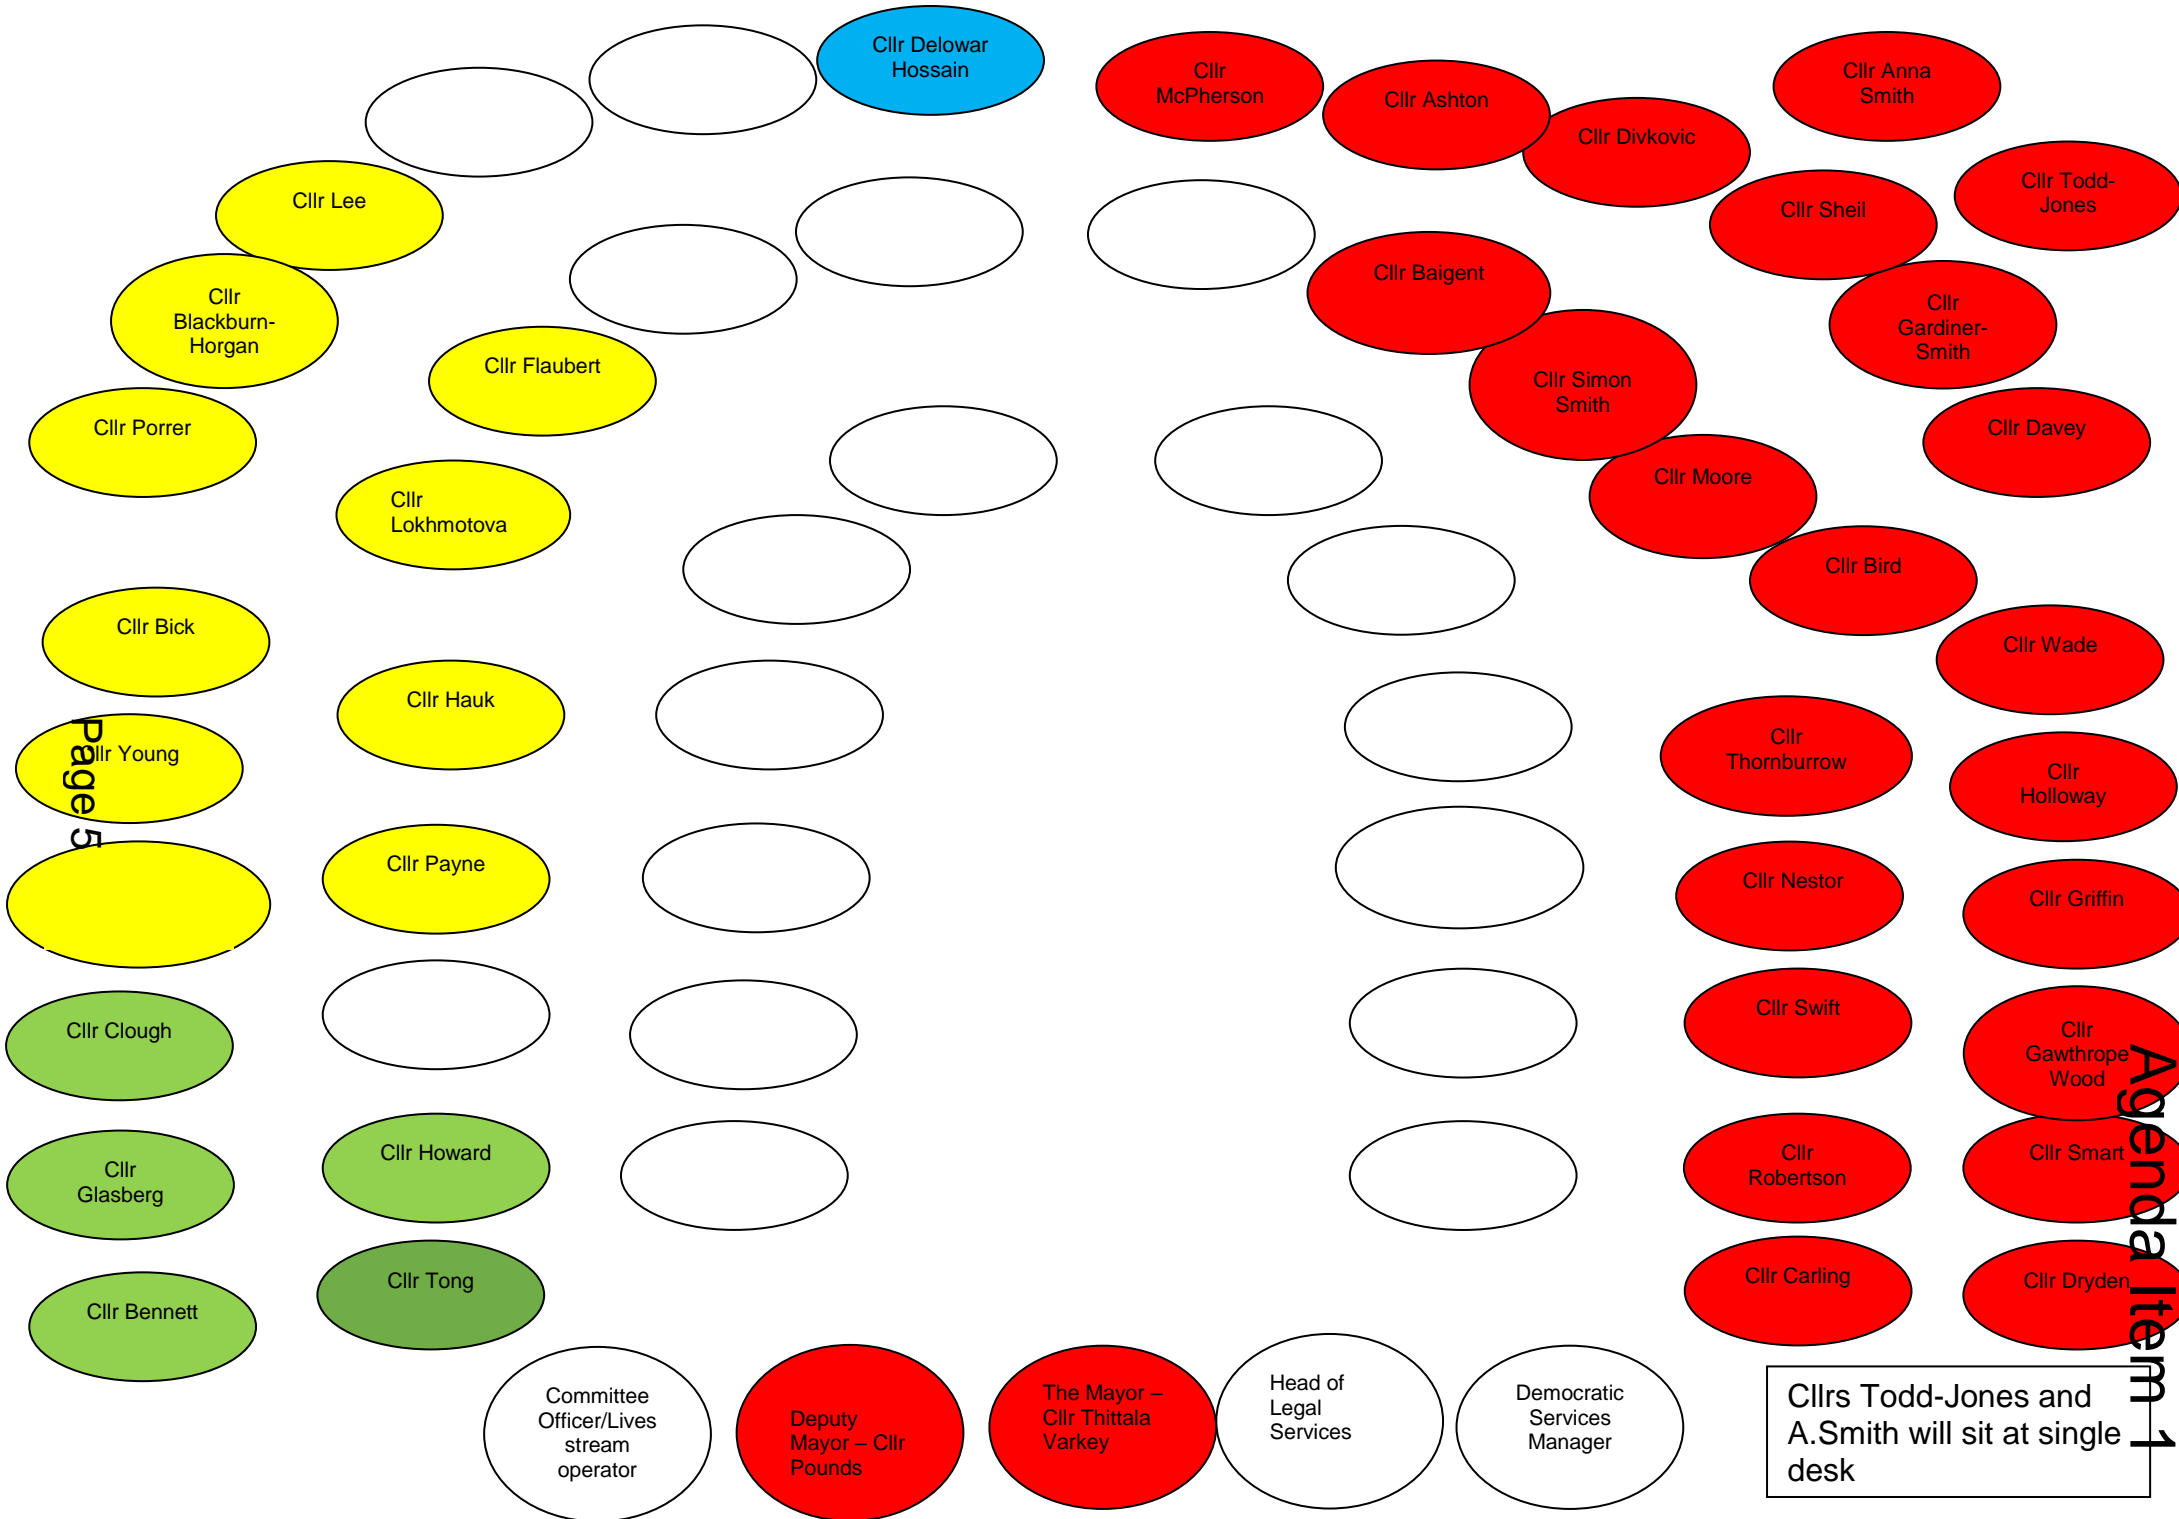 Cllr Delowar
Hossain
Cllr
McPherson
Cllr Ashton
Cllr Divkovic
Cllr Anna
Smith
Cllr Todd-
Jones
Cllr Sheil
Cllr
Gardiner-
Smith
Cllr Davey
Cllr Lee
Cllr
Blackburn-
Horgan
Cllr Porrer
Cllr Flaubert
Cllr
Lokhmotova
Cllr Baigent
Cllr Simon
Smith
Cllr Moore
Cllr Bird
Cllr Wade
Cllr Bick
Cllr Hauk
Cllr Young
Page 5
Cllr Payne
Cllr
Thornburrow
Cllr
Holloway
Cllr Nestor
Cllr Griffin
Cllr Swift
Cllr
Gawthrope
Wood
Cllr Clough
Cllr
Glasberg
Cllr Howard
Cllr
Robertson
Cllr Smart
Cllr Bennett
Cllr Tong
Cllr Carling
Cllr Dryden
Agenda Item 1
Committee
Officer/Lives
stream
operator
Deputy
Mayor – Cllr
Pounds
The Mayor –
Cllr Thittala
Varkey
Head of
Legal
Services
Democratic
Services
Manager
Cllrs Todd-Jones and
A.Smith will sit at single
desk